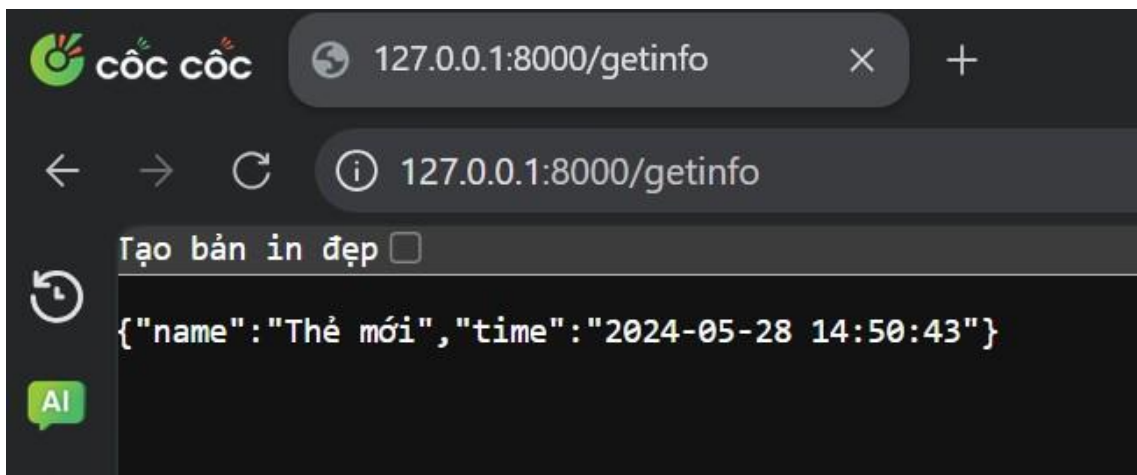 cốc cốc
127.0.0.1:8000/getinfo
127.0.0.1:8000/getinfo
Tạo bản in đẹp
{"name":"Thẻ mới","time":"2024-05-28 14:50:43"}
AI